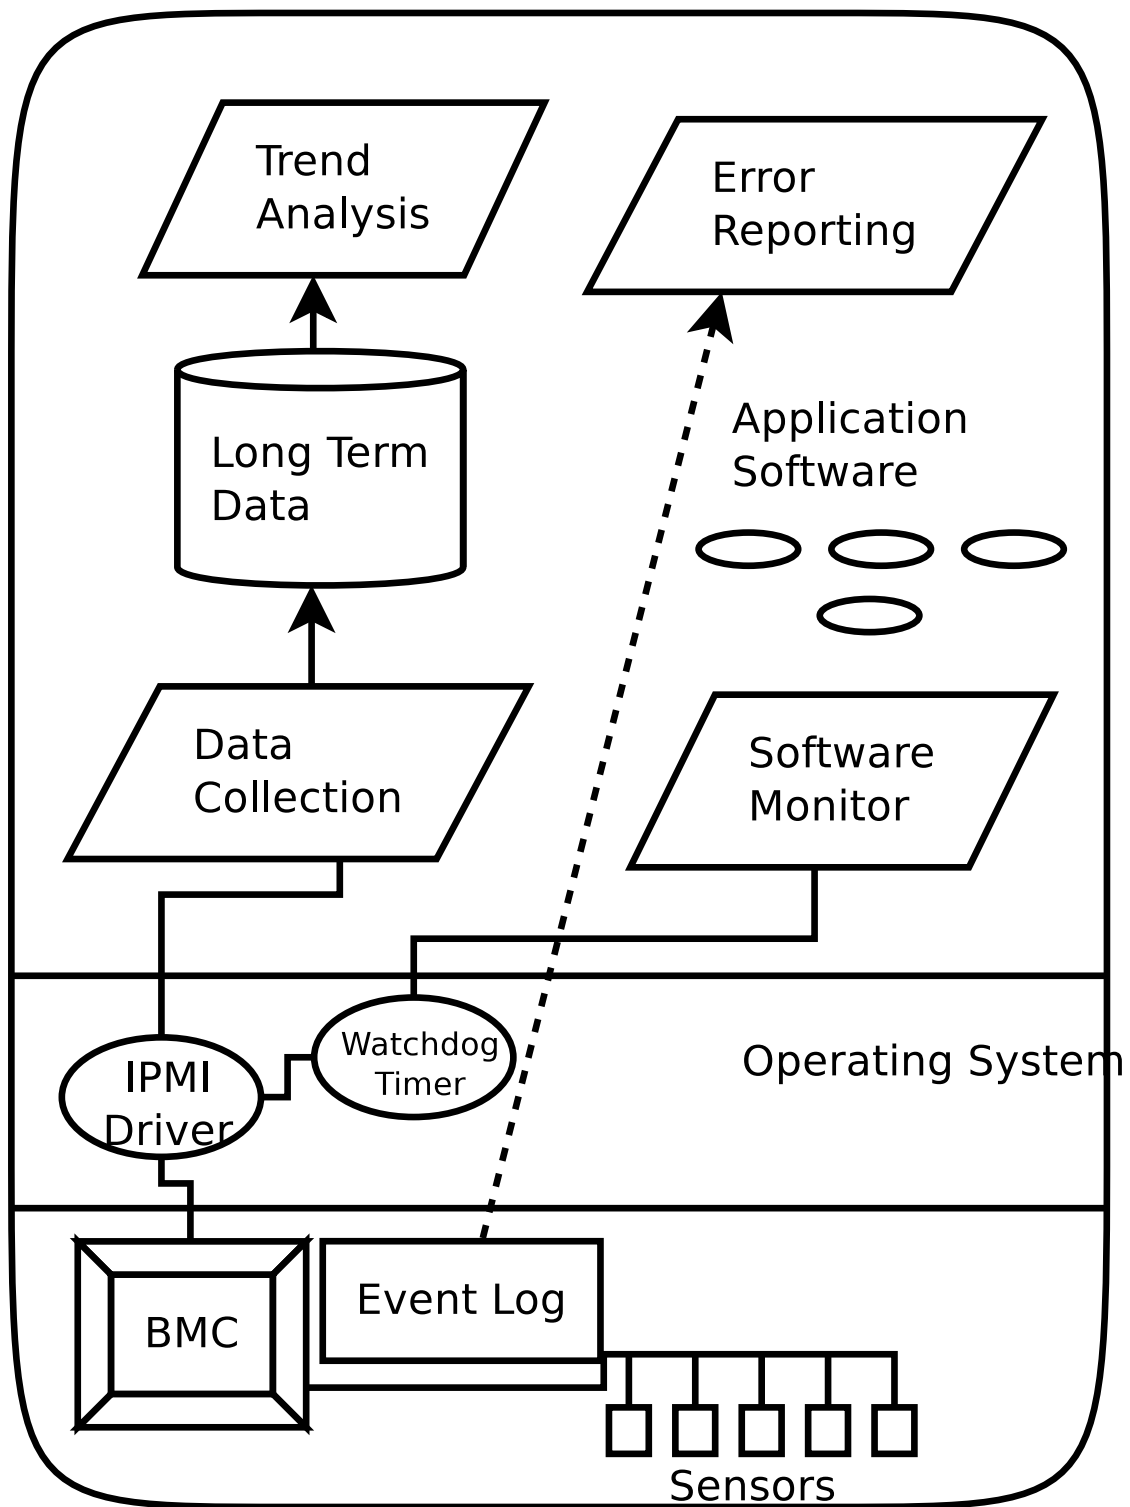 Trend
Analysis
Error
Reporting
Long Term
Data
Application
Software
Data
Collection
Software
Monitor
Watchdog
Timer
IPMI
Driver
Operating System
BMC
Event Log
Sensors